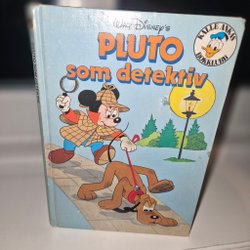 WALT DISNEY'S
PLUTO
som detektiv
KALLE ANKAS
BOKKLUBB